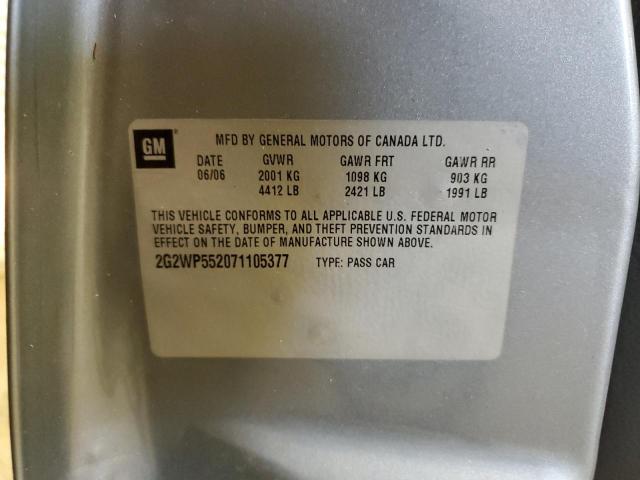 GM
MFD BY GENERAL MOTORS OF CANADA LTD.
DATE GVWR GAWR FRT GAWR RR
06/06 2001 KG 1098 KG 903 KG
4412 LB 2421 LB 1991 LB
THIS VEHICLE CONFORMS TO ALL APPLICABLE U.S. FEDERAL MOTOR
VEHICLE SAFETY, BUMPER, AND THEFT PREVENTION STANDARDS IN
EFFECT ON THE DATE OF MANUFACTURE SHOWN ABOVE.
2G2WP552071105377 TYPE: PASS CAR